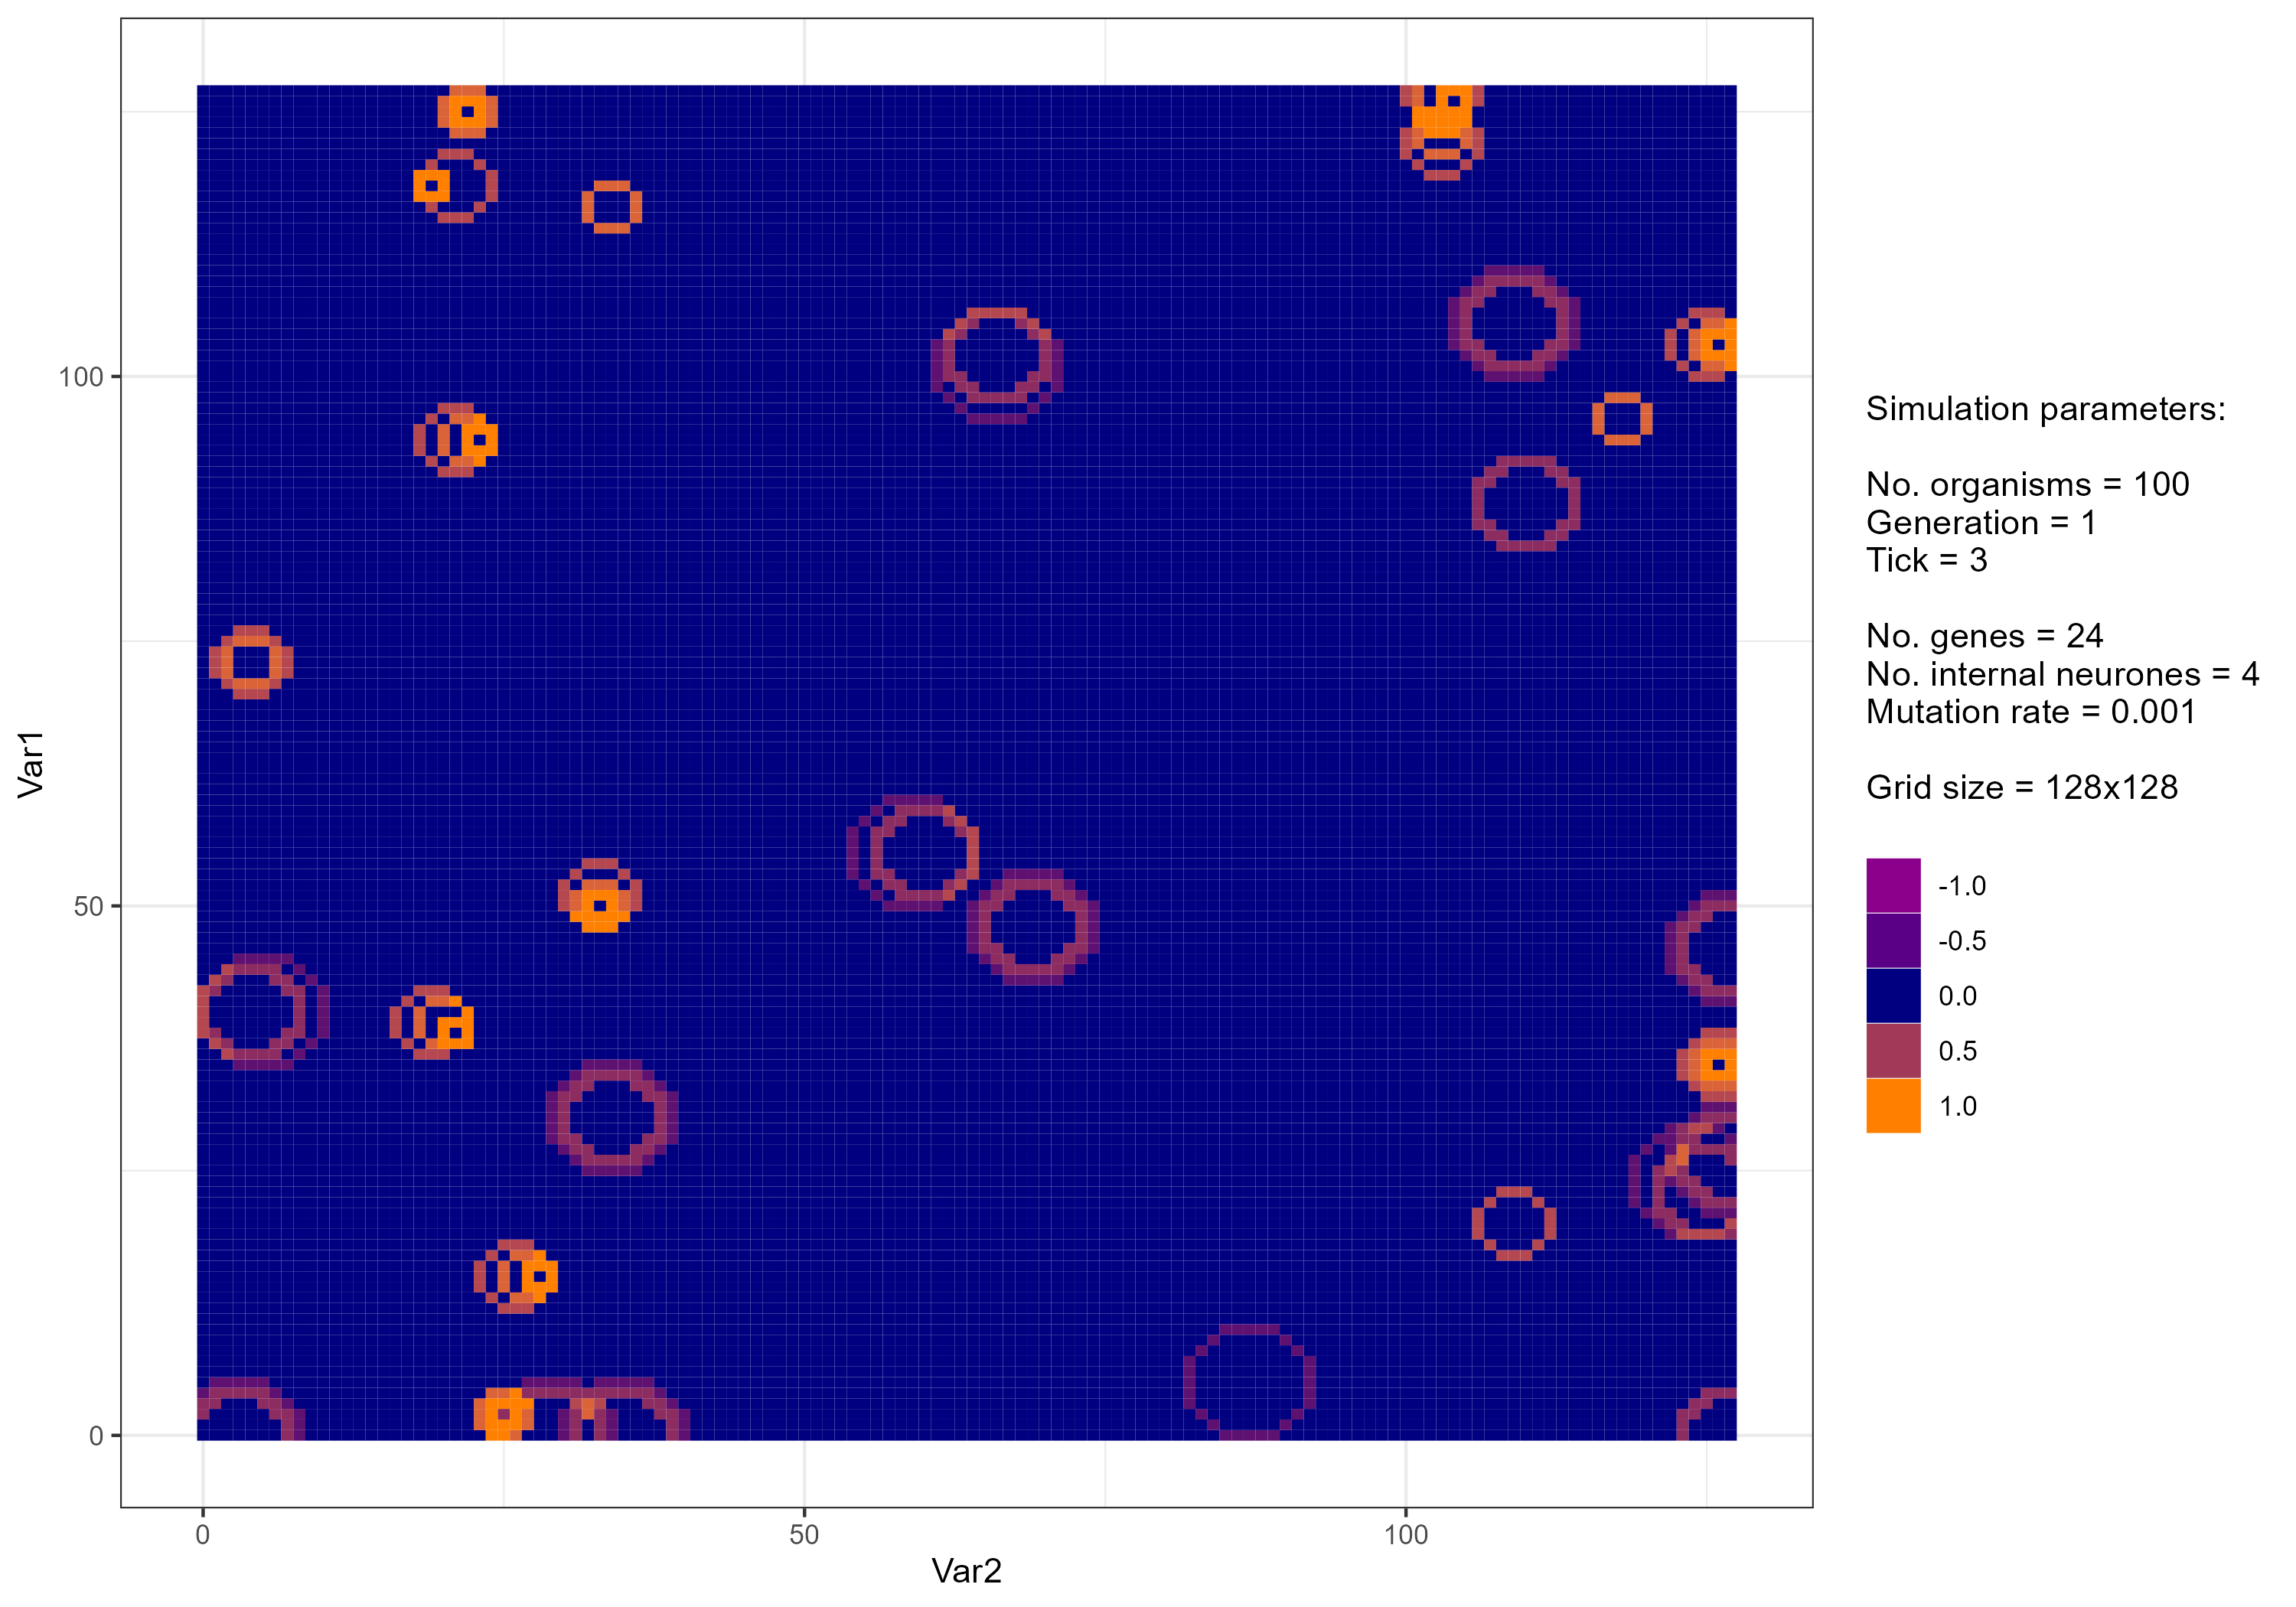 Var1
100
50
0
0
50
100
Var2
Simulation parameters:
No. organisms = 100
Generation = 1
Tick = 3
No. genes = 24
No. internal neurones = 4
Mutation rate = 0.001
Grid size = 128x128
-1.0
-0.5
0.0
0.5
1.0